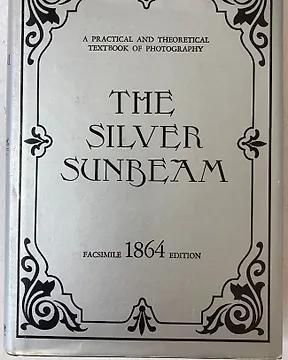 A PRACTICAL AND THEORETICAL
TEXTBOOK OF PHOTOGRAPHY
THE
SILVER
SUNBEAM
FACSIMILE 1864 EDITION